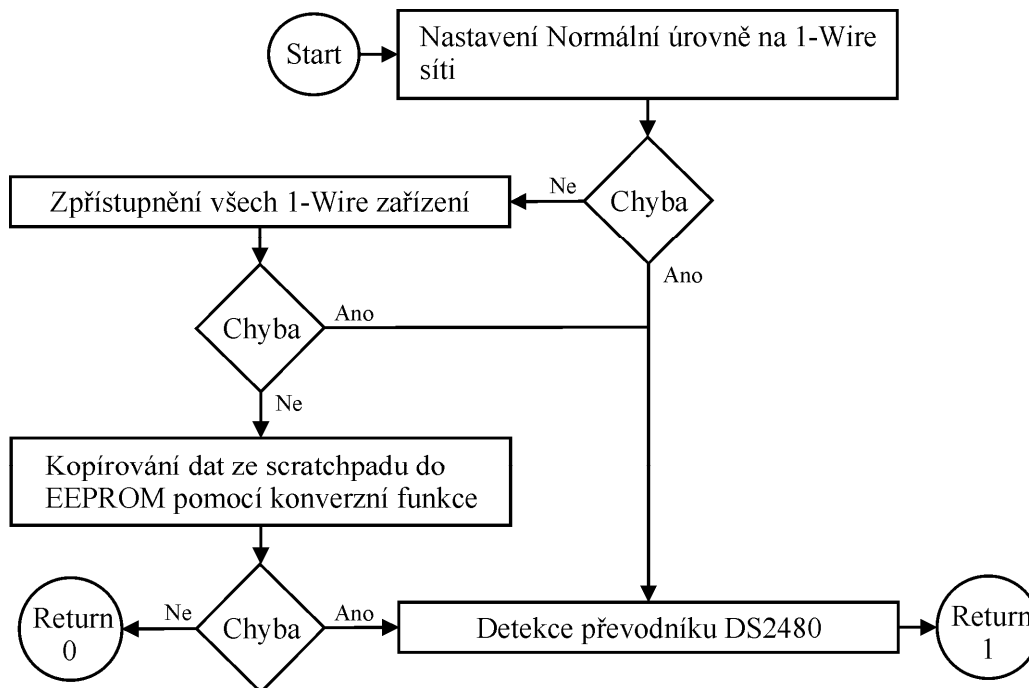 Start
Nastavení Normální úrovně na 1-Wire
síti
Chyba
Ne
Ano
Zpřístupnění všech 1-Wire zařízení
Chyba
Ano
Ne
Kopírování dat ze scratchpadu do
EEPROM pomocí konverzní funkce
Chyba
Ne
Ano
Return
0
Detekce převodníku DS2480
Return
1